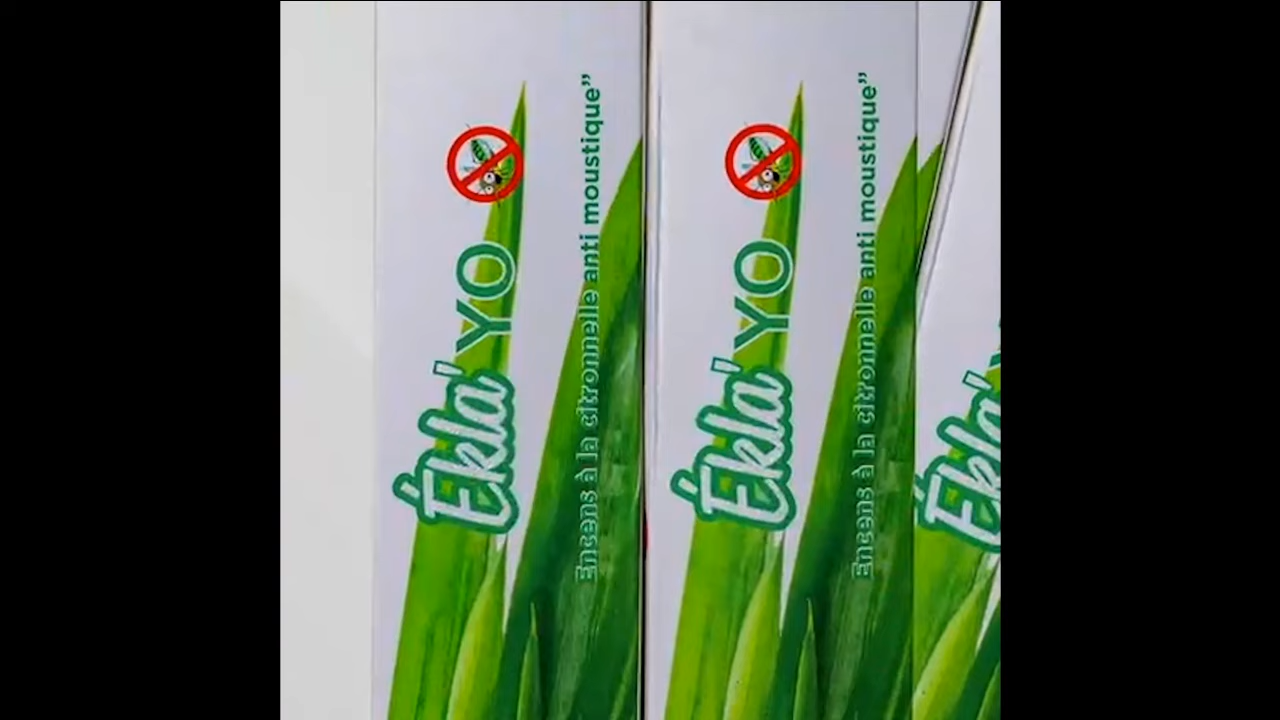 Ékla' YO
Encens à la citronnelle anti moustique”
Ékla' YO
Encens à la citronnelle anti moustique”
Ékla'